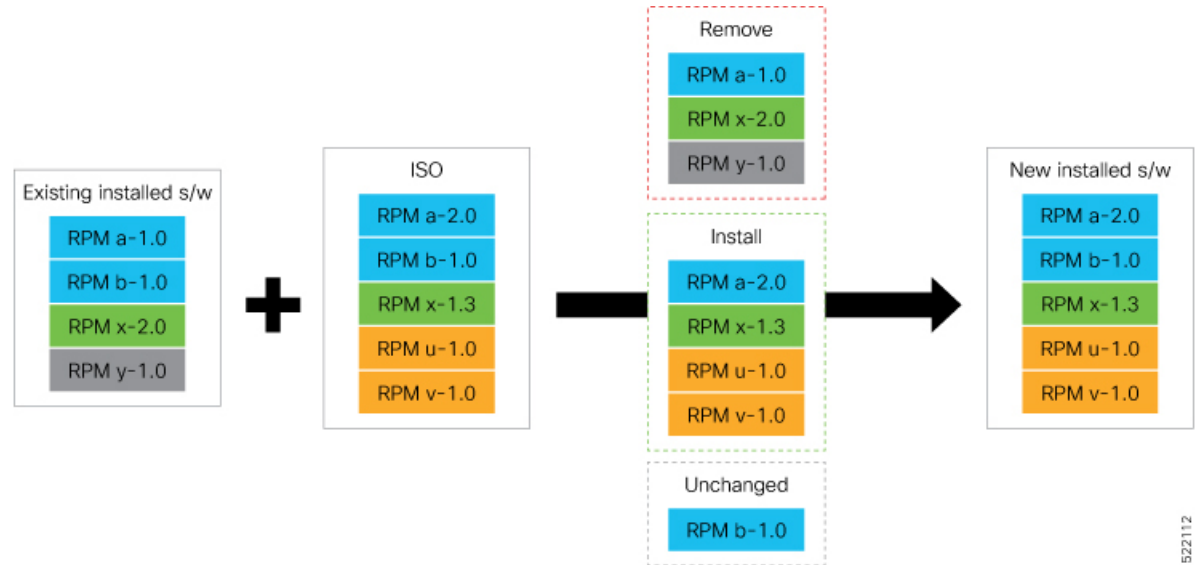 Existing installed s/w
RPM a-1.0
RPM b-1.0
RPM x-2.0
RPM y-1.0
ISO
RPM a-2.0
RPM b-1.0
RPM x-1.3
RPM u-1.0
RPM v-1.0
Remove
RPM a-1.0
RPM x-2.0
RPM y-1.0
Install
RPM a-2.0
RPM x-1.3
RPM u-1.0
RPM v-1.0
Unchanged
RPM b-1.0
New installed s/w
RPM a-2.0
RPM b-1.0
RPM x-1.3
RPM u-1.0
RPM v-1.0
522112